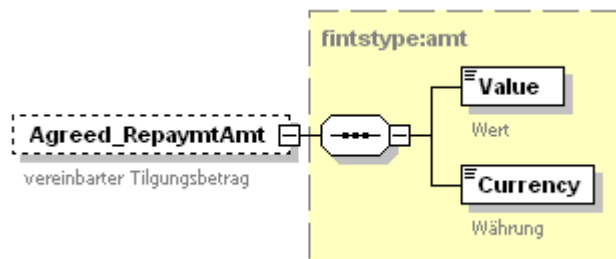 fintstype:amt
Value
Wert
Agreed_RepaymtAmt
vereinbarter Tilgungsbetrag
Currency
Währung